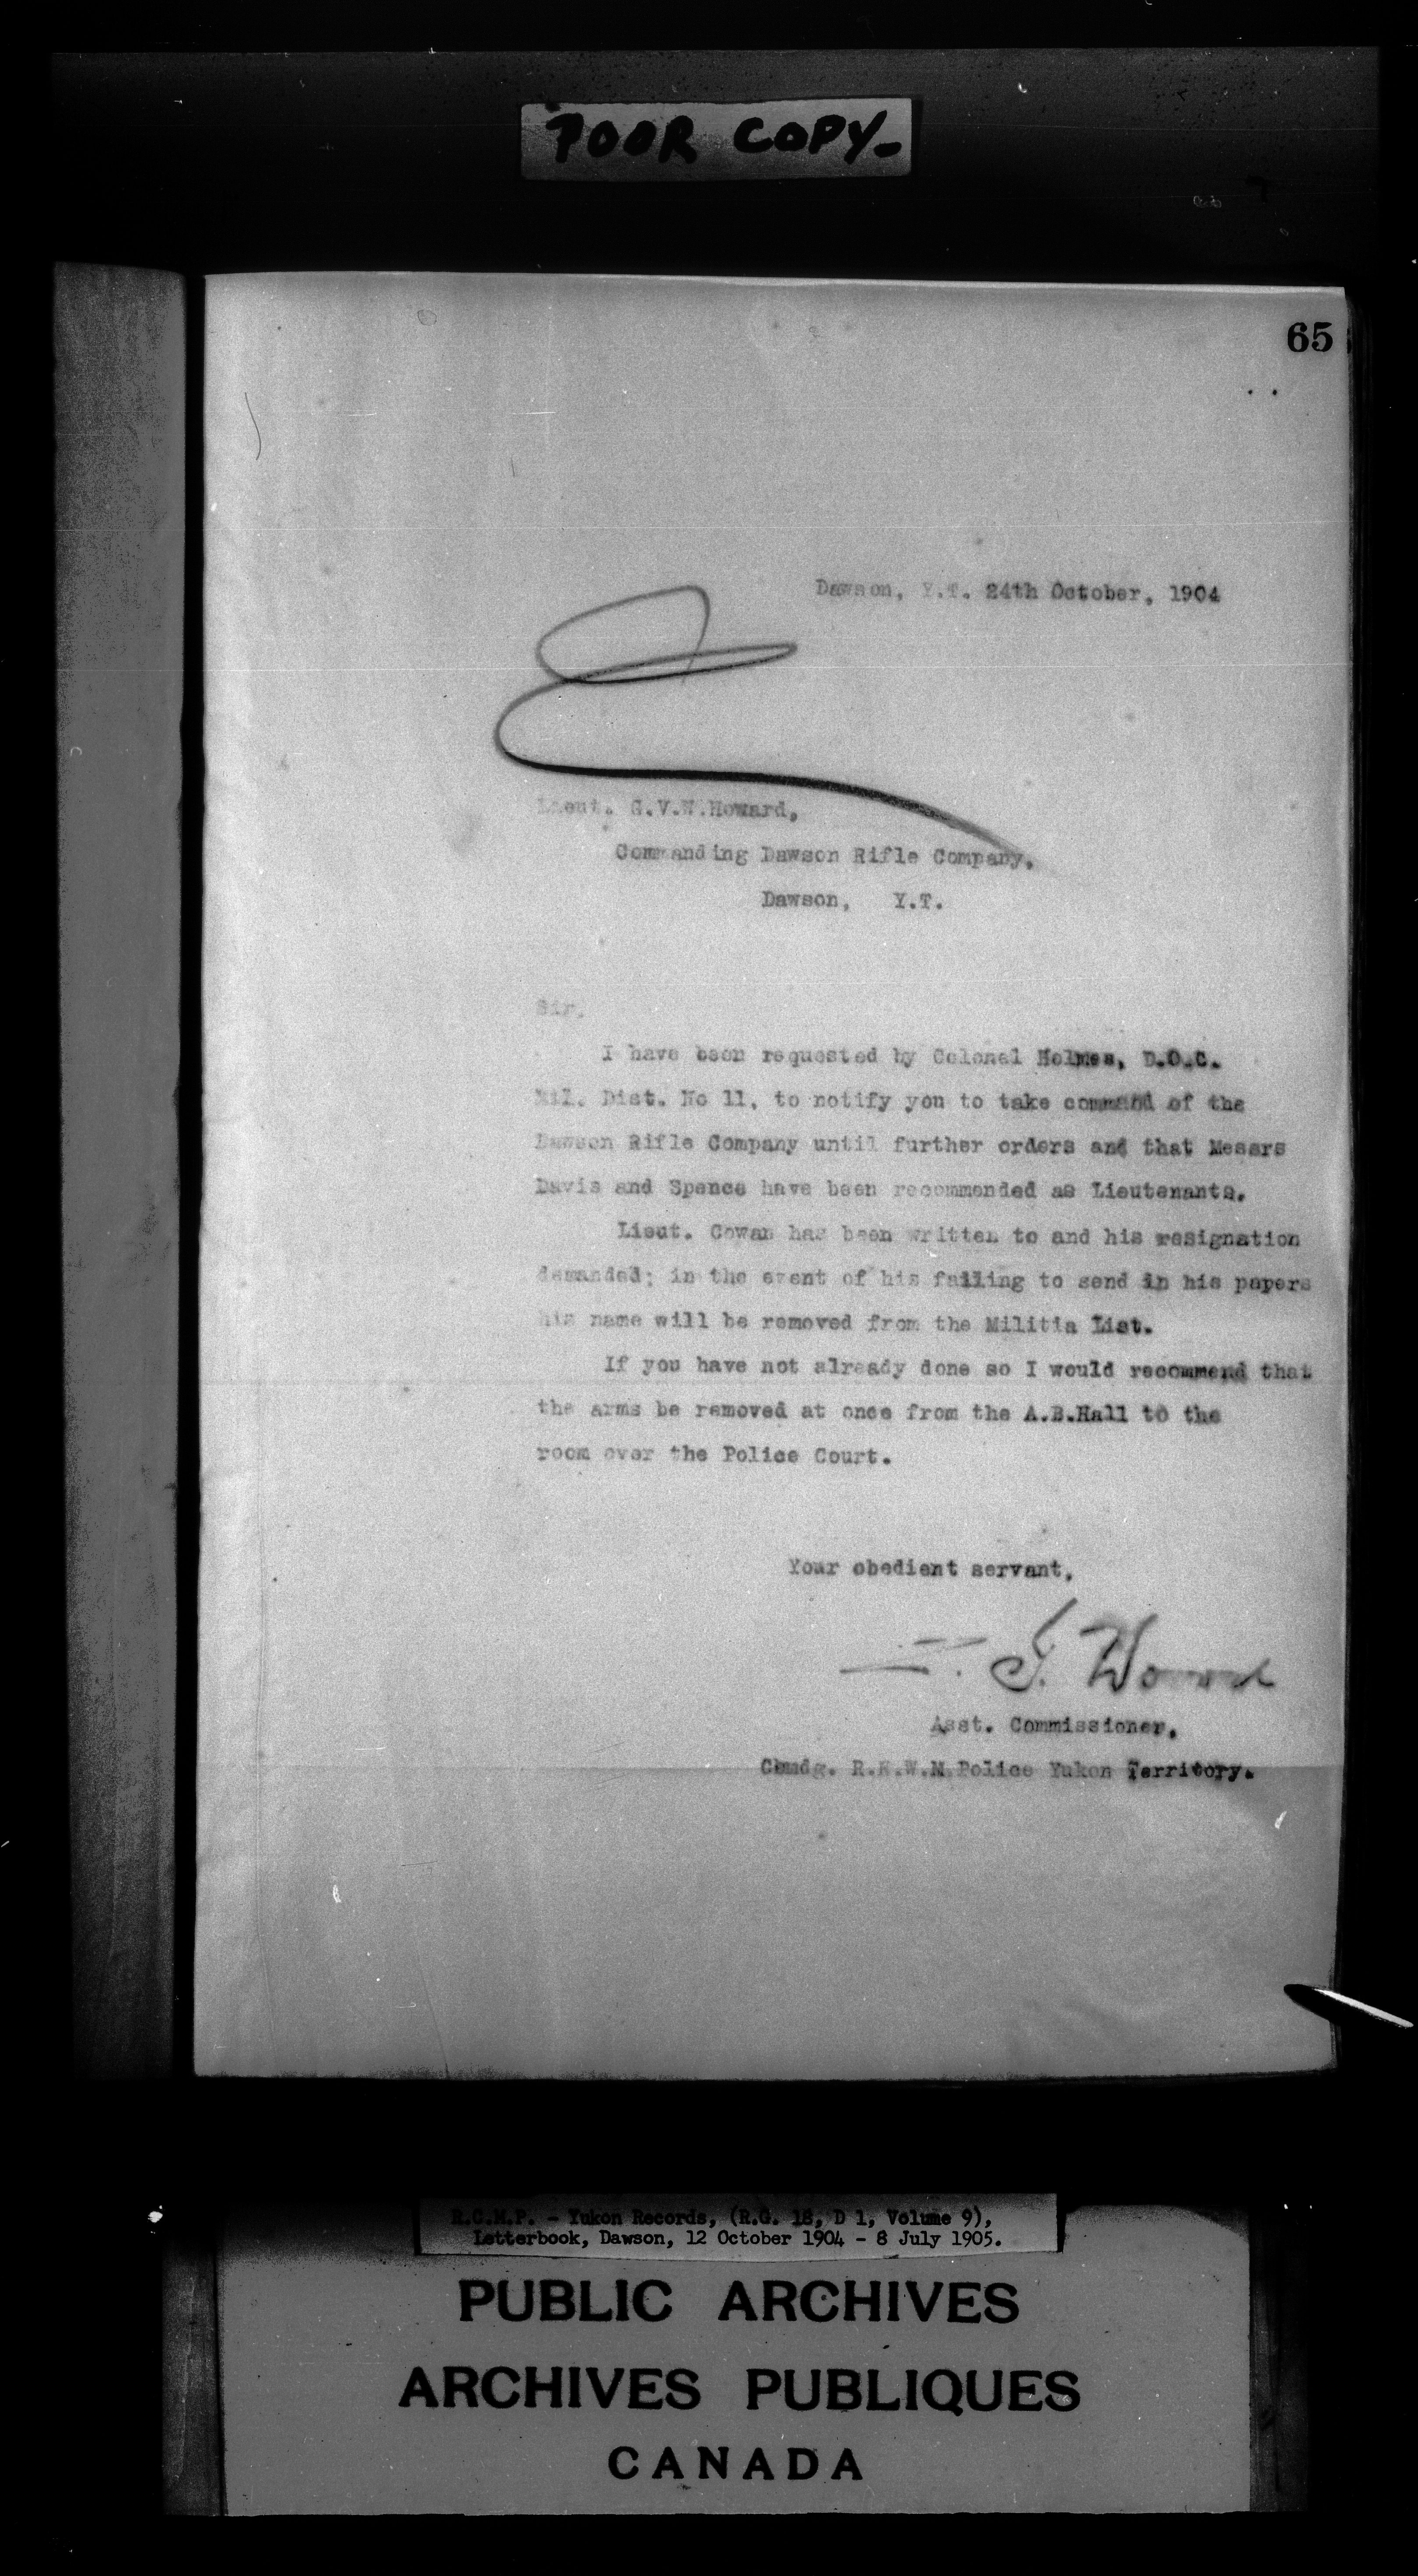 POOR COPY-
65
Dawson, Y.T. 24th October, 1904
Lieut. G.V.W.Howard,
Commanding Dawson Rifle Company.
Dawson, Y.T.
Sir,
I have been requested by Colonel Holmes, D.O.C.
Mil. Dist. No 11, to notify you to take command of the
Dawson Rifle Company until further orders and that Messrs
Davis and Spence have been recommended as Lieutenants.
Lieut. Cowan has been written to and his resignation
demanded; in the event of his failing to send in his papers
his name will be removed from the Militia List.
If you have not already done so I would recommend that
the arms be removed at once from the A.B.Hall to the
room over the Police Court.
Your obedient servant,
Asst. Commissioner.
Cmmdg. R.N.W.M.Police Yukon Territory.
R.C.M.P. - Yukon Records, (R.G. 18, D 1, Volume 9),
Letterbook, Dawson, 12 October 1904 - 8 July 1905.
PUBLIC ARCHIVES
ARCHIVES PUBLIQUES
CANADA